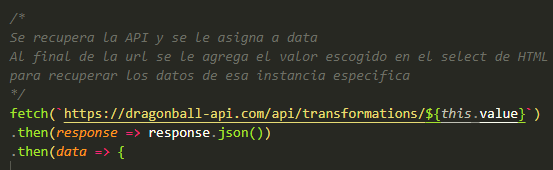 /*
Se recupera la API y se le asigna a data
Al final de la url se le agrega el valor escogido en el select de HTML
para recuperar los datos de esa instancia especifica
*/
fetch(`https://dragonball-api.com/api/transformations/${this.value}`)
.then(response => response.json())
.then(data => {